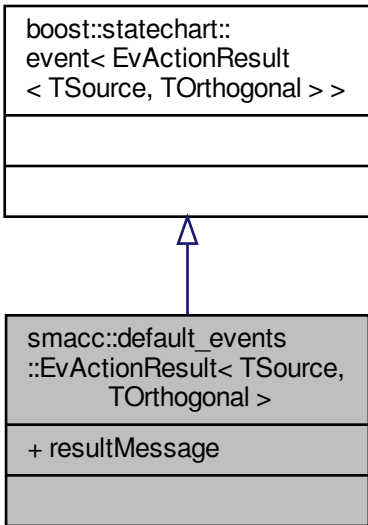 boost::statechart::
event< EvActionResult
< TSource, TOrthogonal > >
smacc::default_events
::EvActionResult< TSource,
TOrthogonal >
+ resultMessage